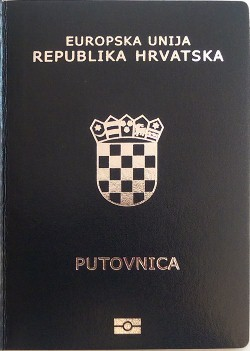 EUROPSKA UNIJA
REPUBLIKA HRVATSKA
PUTOVNICA